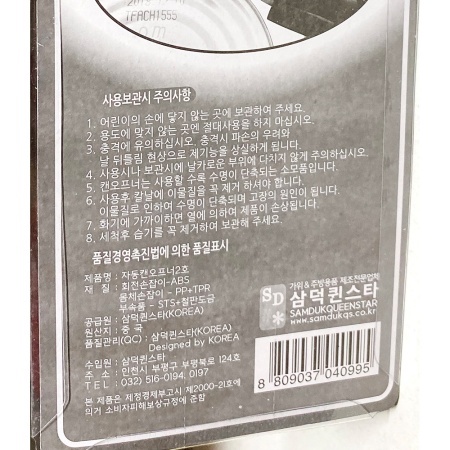 TFACH1555
사용보관시 주의사항
1. 어린이의 손에 닿지 않는 곳에 보관하여 주세요.
2. 용도에 맞지 않는 곳엔 절대사용을 하지 마십시오.
3. 충격에 유의하십시오. 충격시 파손의 우려와
날 뒤틀림 현상으로 제기능을 상실하게 됩니다.
4. 사용시나 보관시에 날카로운 부위에 다치지 않게 주의하십시오.
5. 캔오프너는 사용할 수록 수명이 단축되는 소모품입니다.
6. 사용후 칼날에 이물질을 꼭 제거 하셔야 합니다.
이물질로 인하여 수명이 단축되며 고장의 원인이 됩니다.
7. 화기에 가까이하면 열에 의하여 제품이 손상됩니다.
8. 세척후 습기를 꼭 제거하여 보관하여 주세요.
품질경영촉진법에 의한 품질표시
제품명 : 자동캔오프너2호
재 질 : 회전손잡이-ABS
몸체손잡이 - PP+TPR
부속품 - STS+철판도금
공급원 : 삼덕퀸스타(KOREA)
원산지 : 중 국
품질관리(QC) : 삼덕퀸스타(KOREA)
Designed by KOREA
수입원 : 삼덕퀸스타
주 소 : 인천시 부평구 부평북로 124호
TEL : 032) 516-0194, 0197
본 제품은 재정경제부고시 제2000-21호에
의거 소비자피해보상규정에 준함
가위 & 주방용품 제조전문업체
SD 삼덕퀸스타
SAMDUKQUEENSTAR
www.samdukqs.co.kr
8 809037 040995